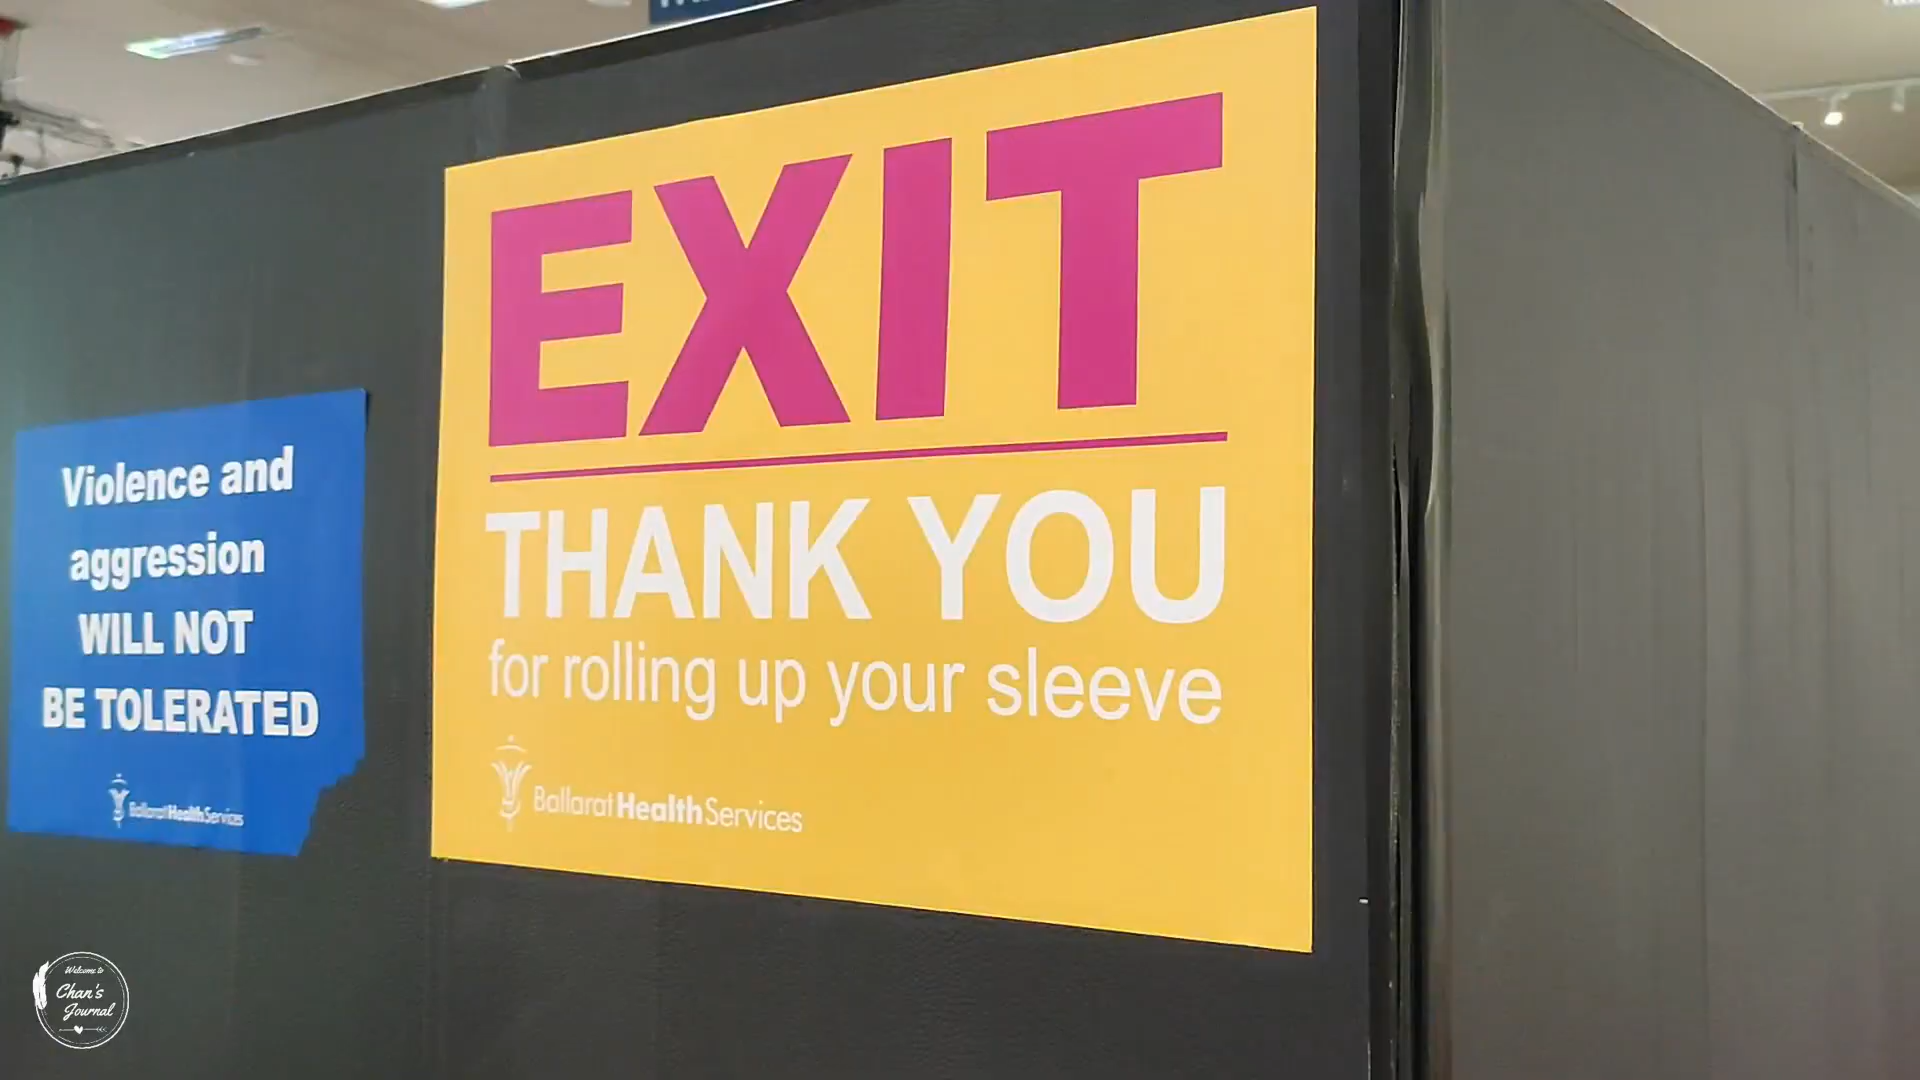 Violence and
aggression
WILL NOT
BE TOLERATED
Ballarat Health Services
EXIT
THANK YOU
for rolling up your sleeve
Ballarat Health Services
Welcome to
Chan's
Journal